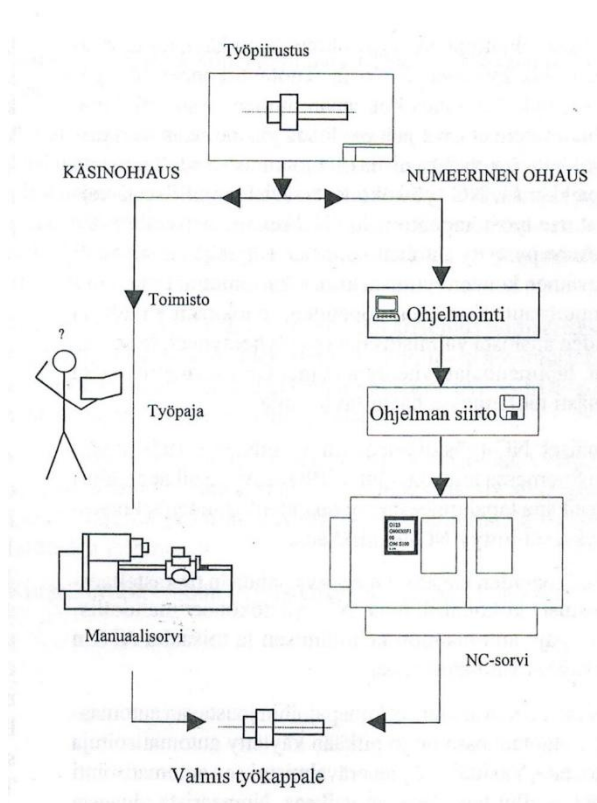 Työpiirustus
KÄSINOHJAUS
NUMEERINEN OHJAUS
Toimisto
?
Työpaja
Ohjelmointi
Ohjelman siirto
Manuaalisorvi
NC-sorvi
Valmis työkappale